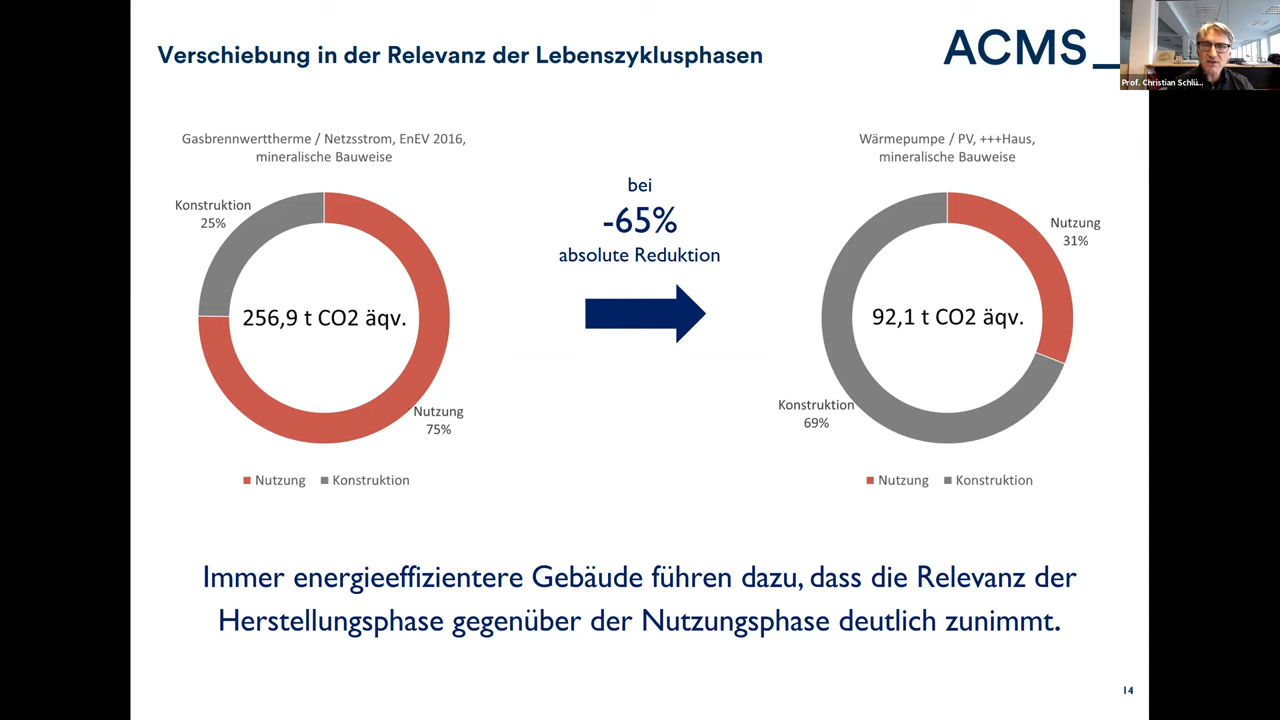 Verschiebung in der Relevanz der Lebenszyklusphasen
ACMS_
Prof. Christian Schlü...
Gasbrennwerttherme / Netzsstrom, EnEV 2016,
mineralische Bauweise
Konstruktion
25%
256,9 t CO2 äqv.
Nutzung
75%
Nutzung
Konstruktion
bei
-65%
absolute Reduktion
Wärmepumpe / PV, +++Haus,
mineralische Bauweise
Nutzung
31%
92,1 t CO2 äqv.
Konstruktion
69%
Nutzung
Konstruktion
Immer energieeffizientere Gebäude führen dazu, dass die Relevanz der
Herstellungsphase gegenüber der Nutzungsphase deutlich zunimmt.
14